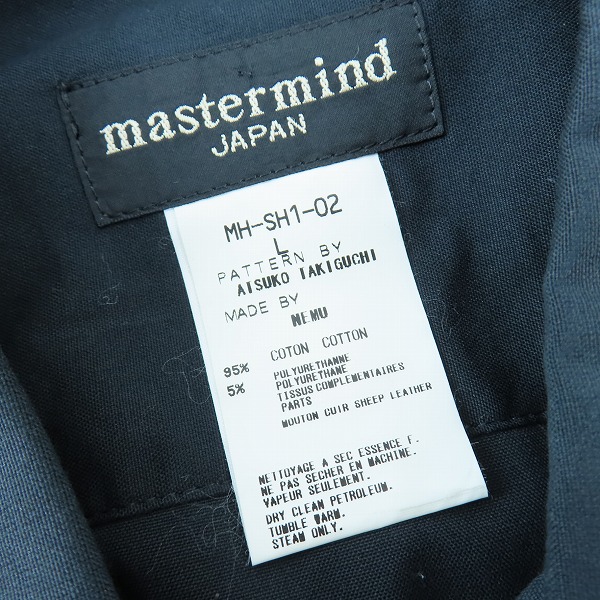 mastermind
JAPAN
MH-SH1-02
L
PATTERN BY
AISUKO TAKIGUCHI
MADE BY
NEMU
95% COTON COTTON
5% POLYURETHANNE
POLYURETHANE
TISSUS COMPLEMENTAIRES
PARTS
MOUTON CUIR SHEEP LEATHER
NETTOYAGE A SEC ESSENCE F.
NE PAS SECHER EN MACHINE.
VAPEUR SEULEMENT.
DRY CLEAN PETROLEUM.
TUMBLE WARM.
STEAM ONLY.